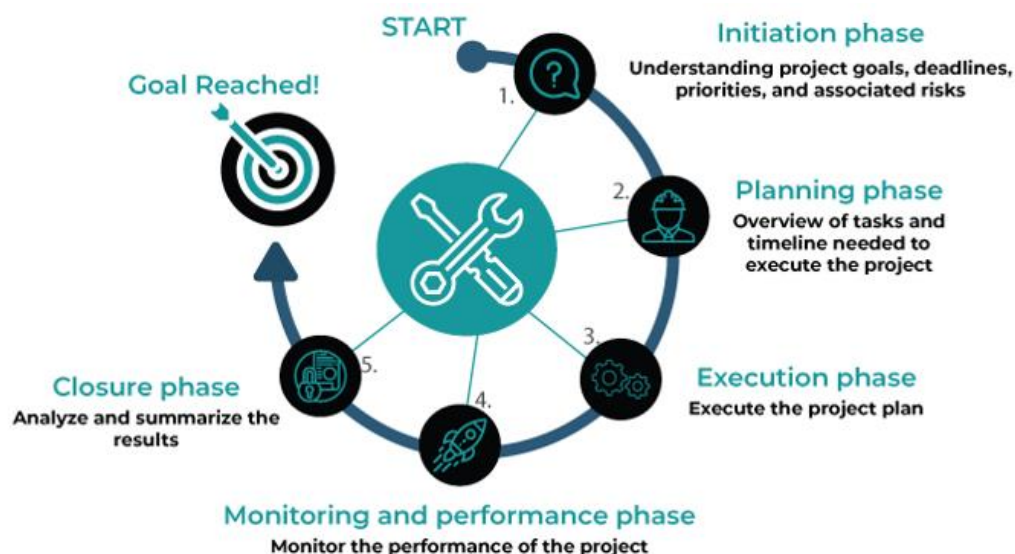 START
1.
Initiation phase
Understanding project goals, deadlines,
priorities, and associated risks
2.
Planning phase
Overview of tasks and
timeline needed to
execute the project
3.
Execution phase
Execute the project plan
4.
Monitoring and performance phase
Monitor the performance of the project
5.
Closure phase
Analyze and summarize the
results
Goal Reached!